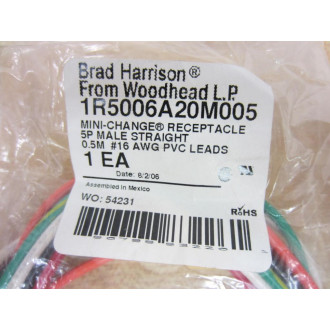 Brad Harrison®
From Woodhead L.P.
1R5006A20M005
MINI-CHANGE® RECEPTACLE
5P MALE STRAIGHT
0.5M #16 AWG PVC LEADS
1 EA
Date: 6/2/06
Assembled in Mexico
WO: 54231
RoHS